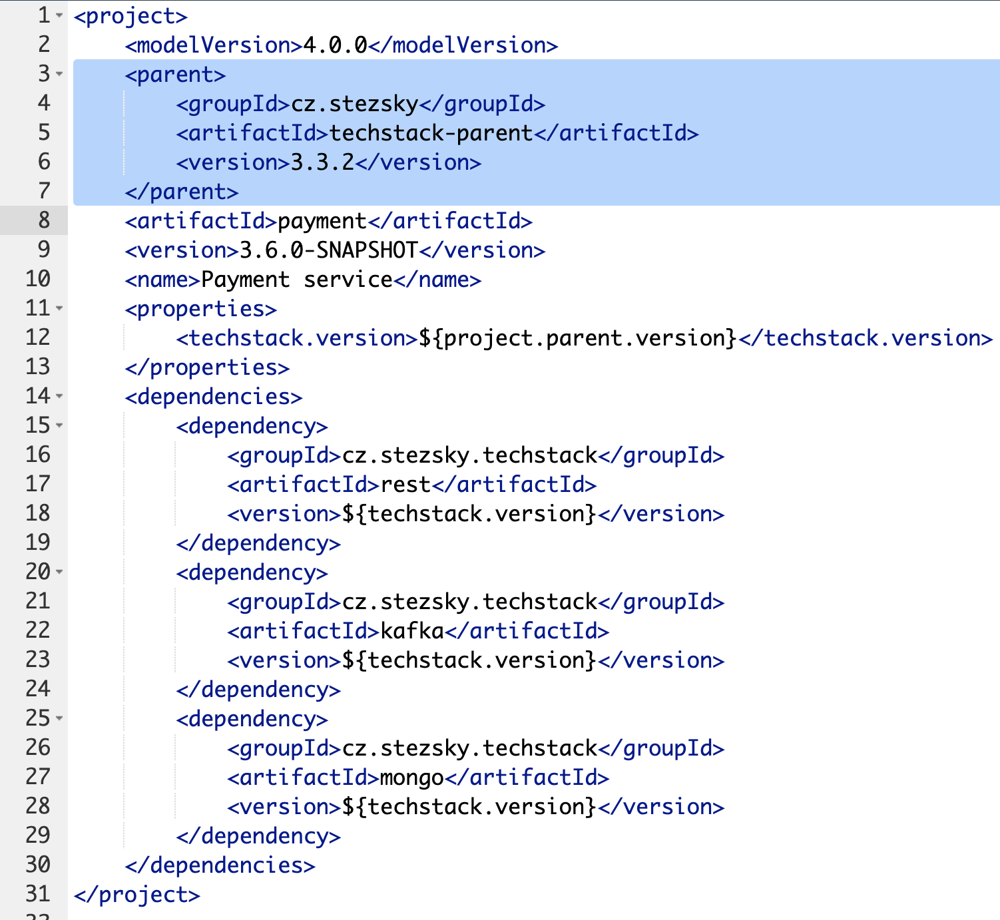 1 <project>
2     <modelVersion>4.0.0</modelVersion>
3     <parent>
4         <groupId>cz.stezsky</groupId>
5         <artifactId>techstack-parent</artifactId>
6         <version>3.3.2</version>
7     </parent>
8     <artifactId>payment</artifactId>
9     <version>3.6.0-SNAPSHOT</version>
10     <name>Payment service</name>
11     <properties>
12         <techstack.version>${project.parent.version}</techstack.version>
13     </properties>
14     <dependencies>
15         <dependency>
16             <groupId>cz.stezsky.techstack</groupId>
17             <artifactId>rest</artifactId>
18             <version>${techstack.version}</version>
19         </dependency>
20         <dependency>
21             <groupId>cz.stezsky.techstack</groupId>
22             <artifactId>kafka</artifactId>
23             <version>${techstack.version}</version>
24         </dependency>
25         <dependency>
26             <groupId>cz.stezsky.techstack</groupId>
27             <artifactId>mongo</artifactId>
28             <version>${techstack.version}</version>
29         </dependency>
30     </dependencies>
31 </project>